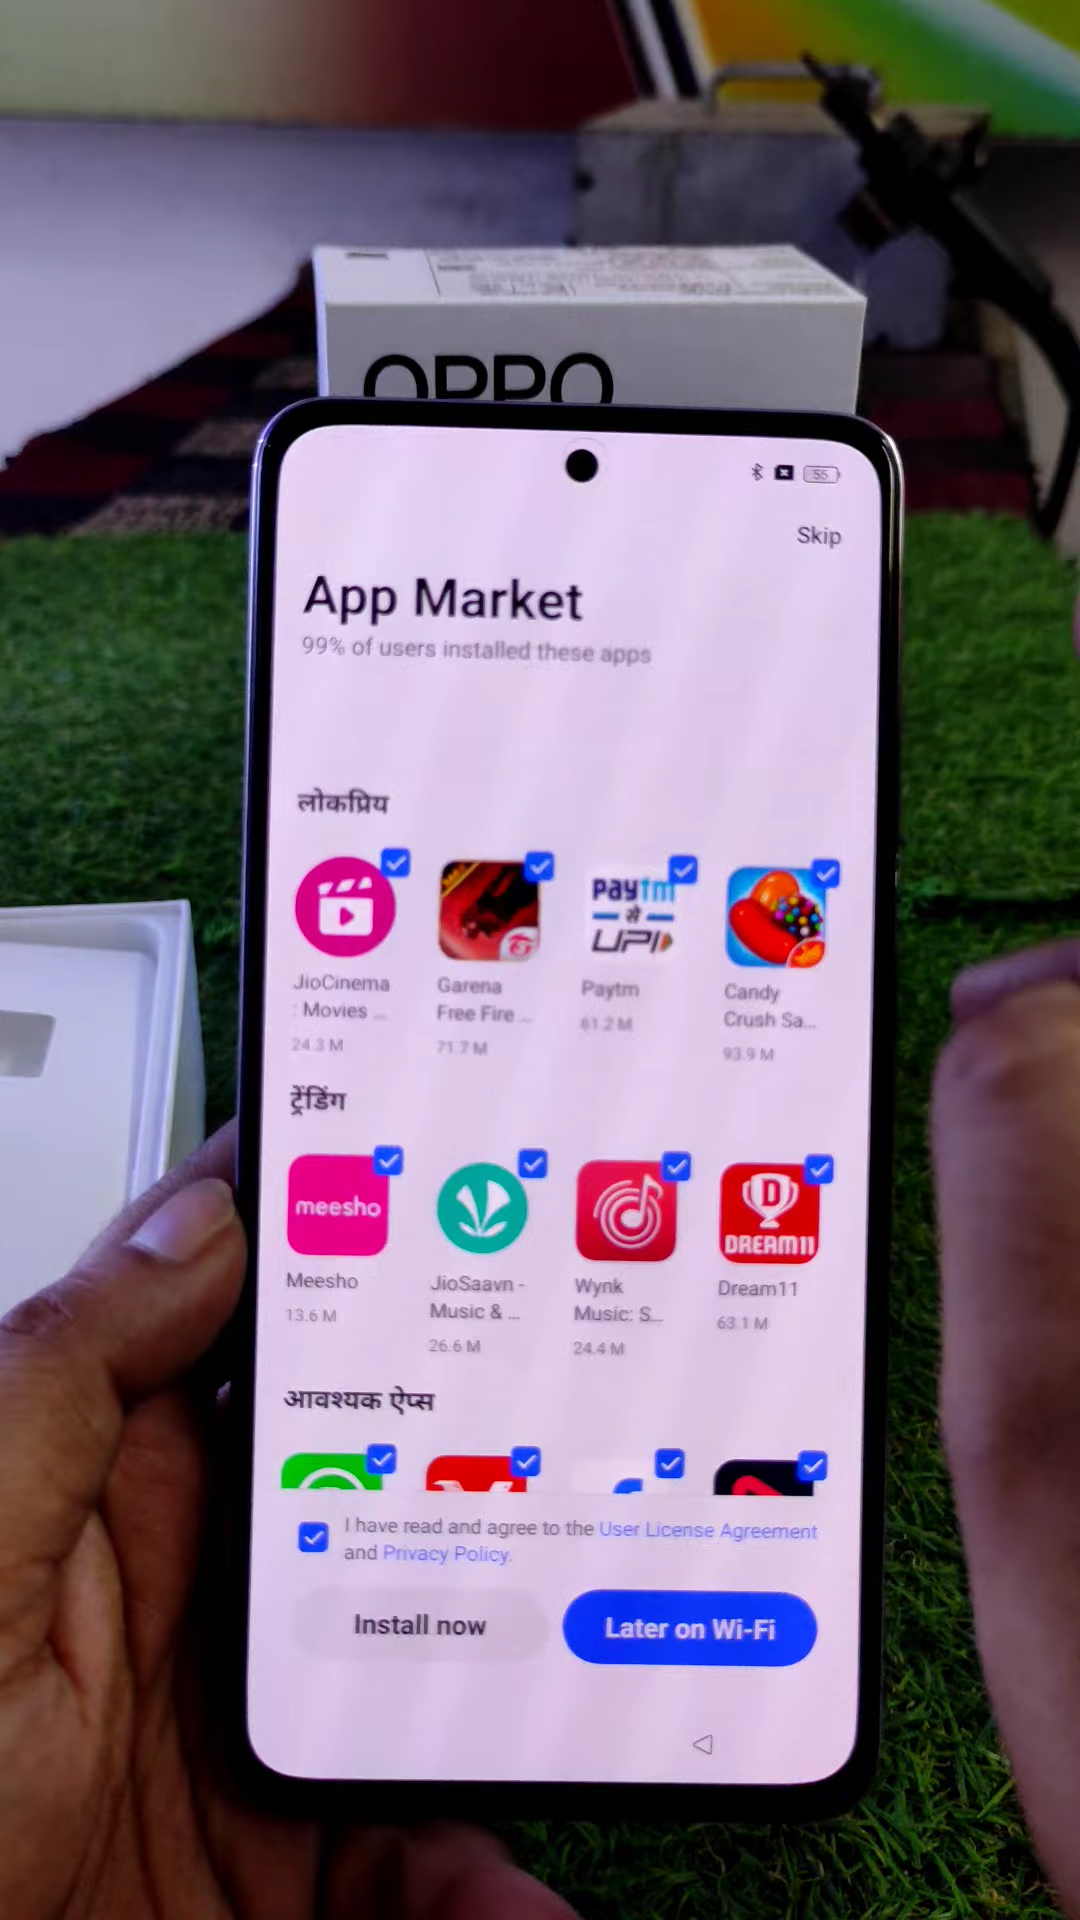 OPPO
55
Skip
App Market
99% of users installed these apps
लोकप्रिय
Paytm
से
UPI
JioCinema
: Movies ...
24.3 M
Garena
Free Fire ...
71.7 M
Paytm
61.2 M
Candy
Crush Sa...
93.9 M
ट्रेंडिंग
meesho
D
DREAM11
Meesho
13.6 M
JioSaavn -
Music & ...
26.6 M
Wynk
Music: S...
24.4 M
Dream11
63.1 M
आवश्यक ऐप्स
I have read and agree to the User License Agreement
and Privacy Policy.
Install now
Later on Wi-Fi